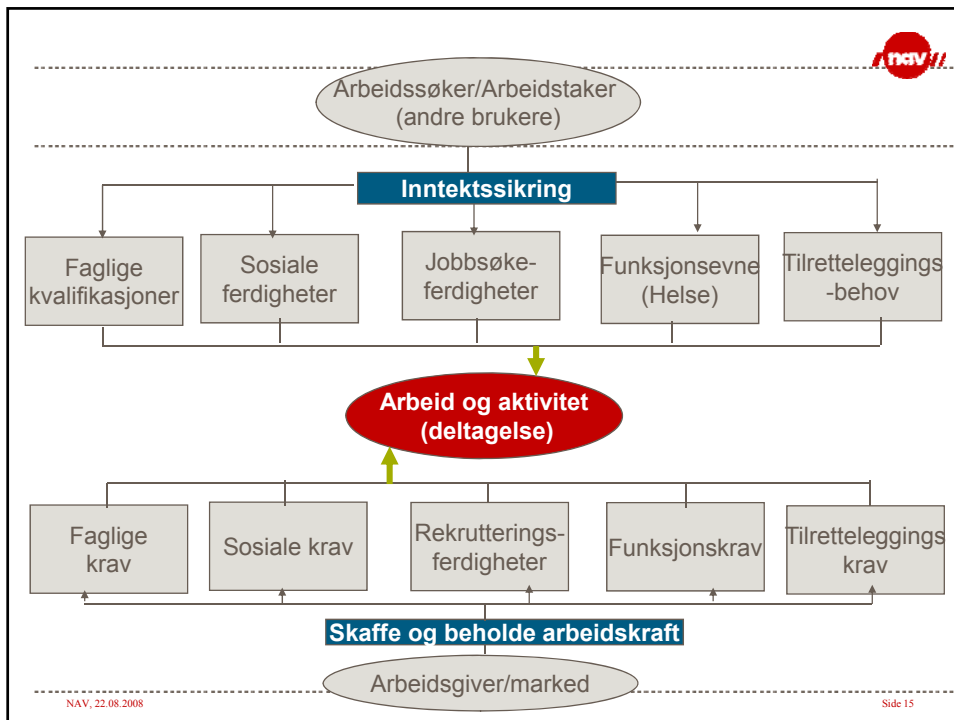 nav
Arbeidssøker/Arbeidstaker
(andre brukere)
Inntektssikring
Faglige
kvalifikasjoner
Sosiale
ferdigheter
Jobbsøke-
ferdigheter
Funksjonsevne
(Helse)
Tilretteleggings
-behov
Arbeid og aktivitet
(deltagelse)
Faglige
krav
Sosiale krav
Rekrutterings-
ferdigheter
Funksjonskrav
Tilretteleggings
krav
Skaffe og beholde arbeidskraft
Arbeidsgiver/marked
NAV, 22.08.2008
Side 15